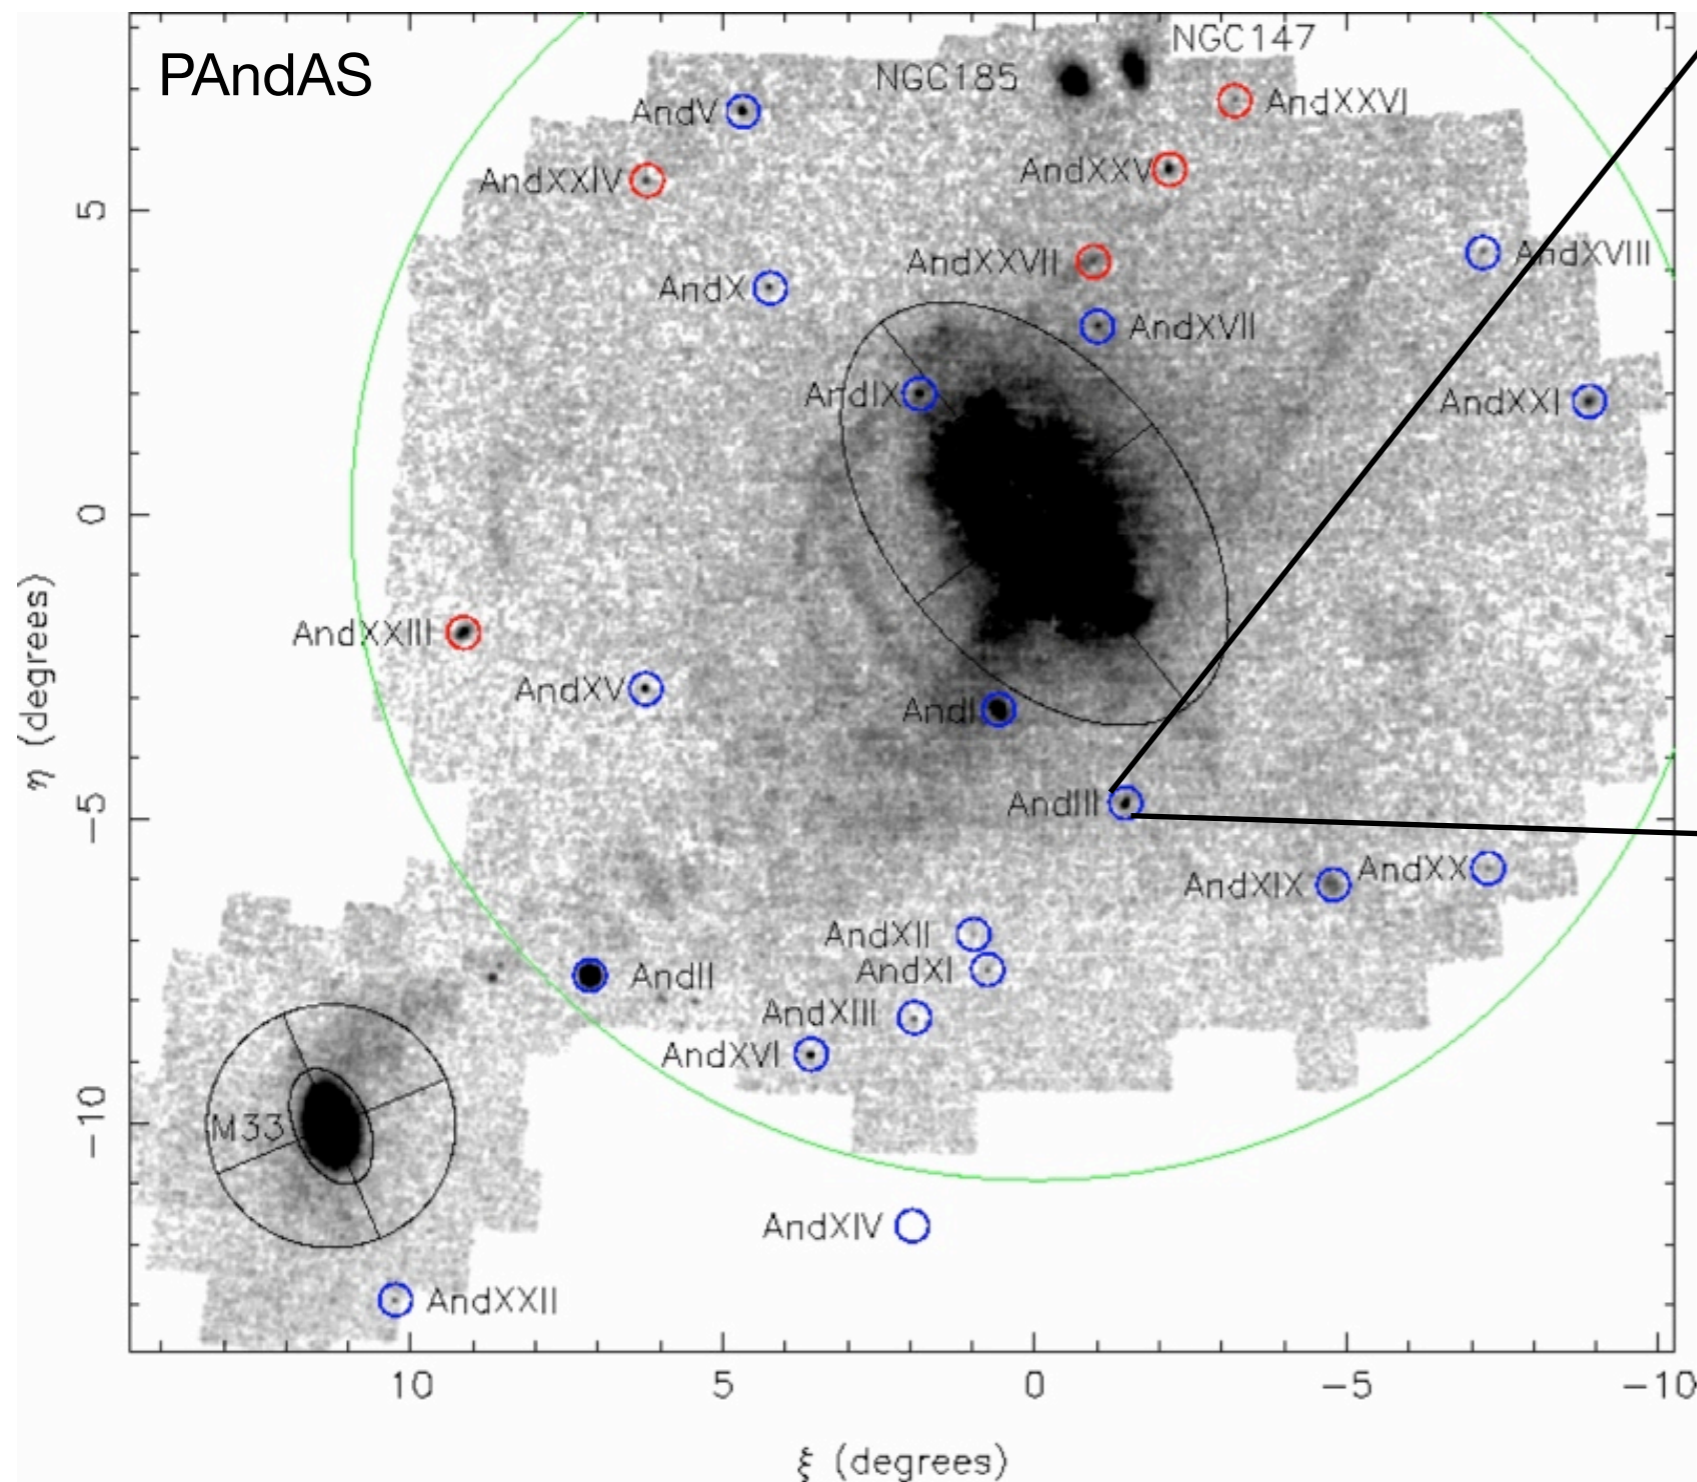 PAndAS
NGC147
NGC185
AndXXVI
AndV
AndXXV
AndXXIV
AndXVIII
AndXXVII
AndX
AndXVII
AndIX
AndXXI
AndXXIII
AndXV
AndI
AndIII
AndXX
AndXIX
AndXII
AndXI
AndII
AndXIII
AndXVI
M33
AndXIV
AndXXII
5
0
−5
−10
η (degrees)
10 5 0 −5 −10
ξ (degrees)